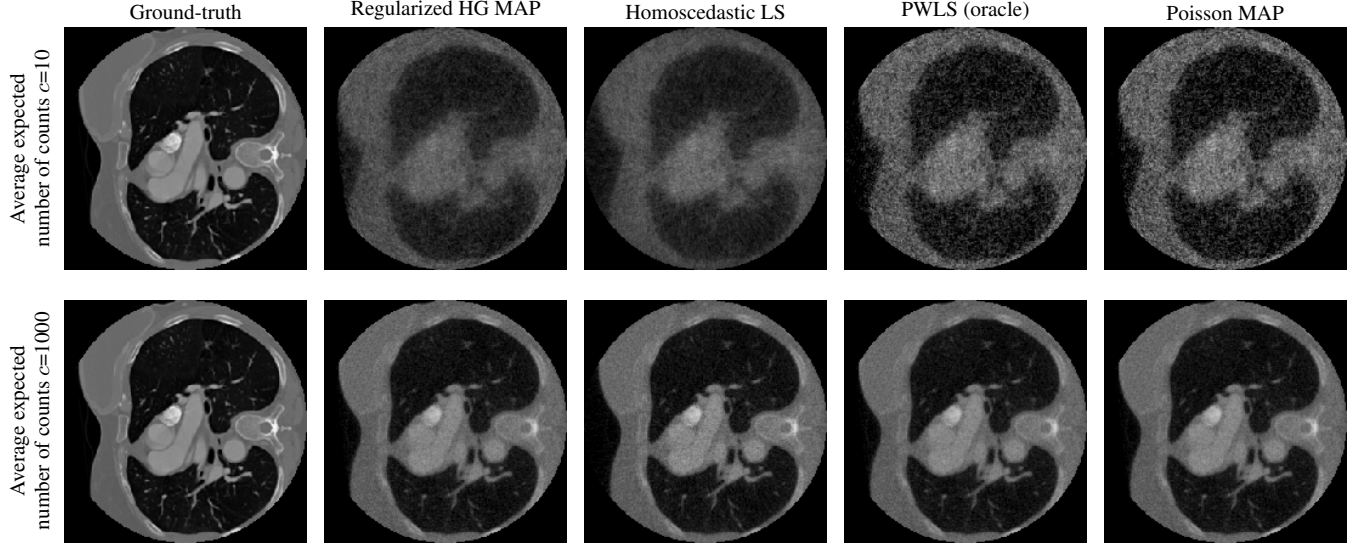 Ground-truth
Regularized HG MAP
Homoscedastic LS
PWLS (oracle)
Poisson MAP
Average expected
number of counts c=10
Average expected
number of counts c=1000